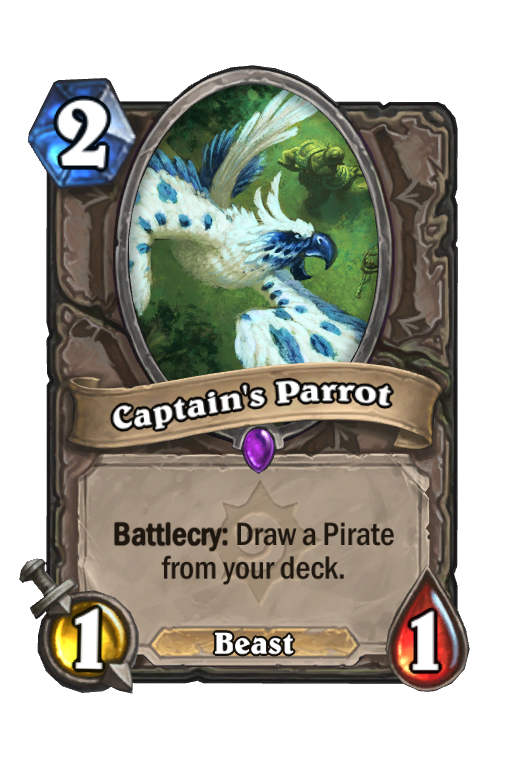 2
Captain's Parrot
Battlecry: Draw a Pirate
from your deck.
1
Beast
1